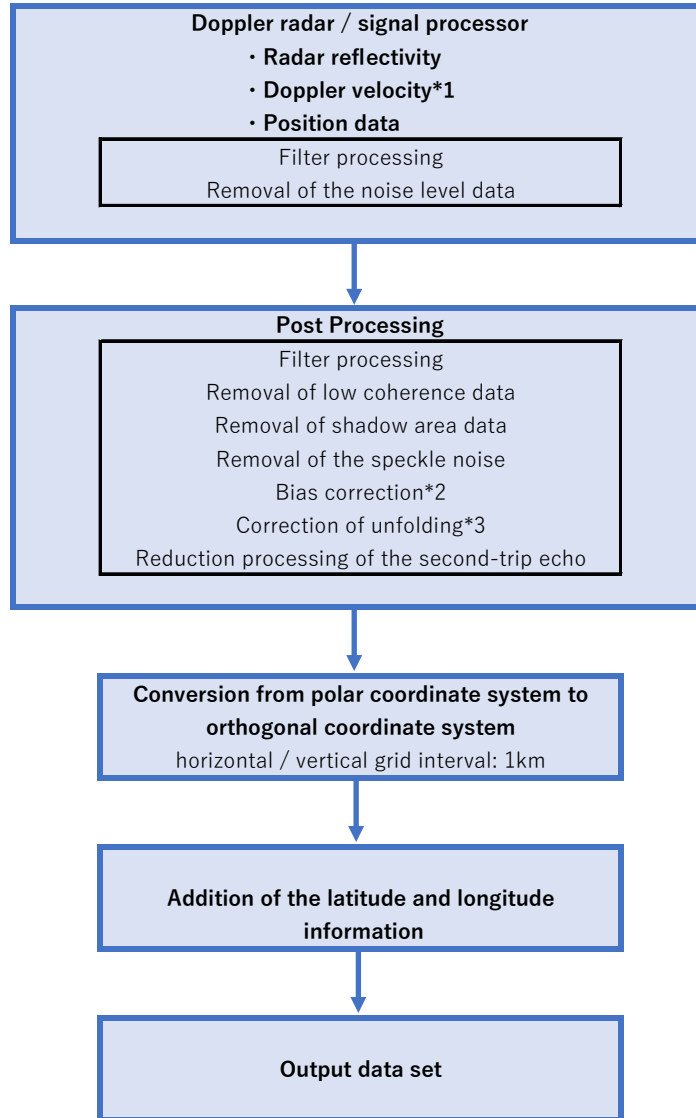 Doppler radar / signal processor
・Radar reflectivity
・Doppler velocity*1
・Position data
Filter processing
Removal of the noise level data
Post Processing
Filter processing
Removal of low coherence data
Removal of shadow area data
Removal of the speckle noise
Bias correction*2
Correction of unfolding*3
Reduction processing of the second-trip echo
Conversion from polar coordinate system to
orthogonal coordinate system
horizontal / vertical grid interval: 1km
Addition of the latitude and longitude
information
Output data set